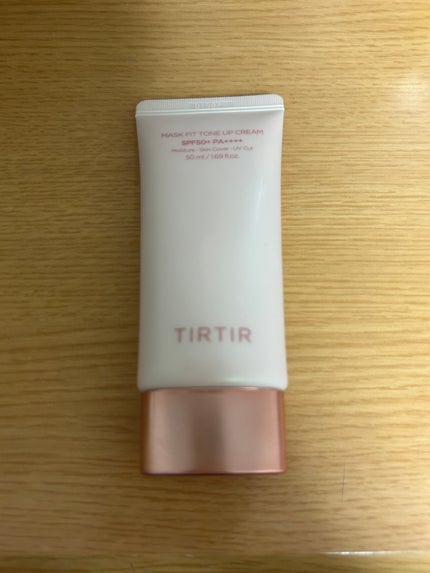 MASK FIT TONE UP CREAM
SPF50+ PA++++
Moisture · Skin Cover · UV Cut
50 ml / 1.69 fl.oz.
TIRTIR